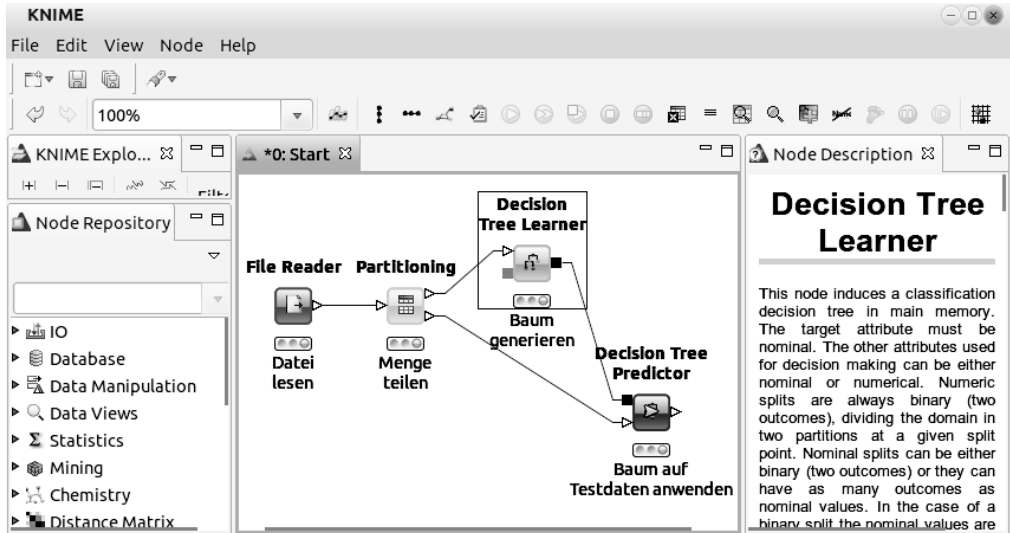 KNIME
File Edit View Node Help
100%
KNIME Explo...
*0: Start
Node Description
Node Repository
IO
Database
Data Manipulation
Data Views
Statistics
Mining
Chemistry
Distance Matrix
File Reader
Datei
lesen
Partitioning
Menge
teilen
Decision
Tree Learner
Baum
generieren
Decision Tree
Predictor
Baum auf
Testdaten anwenden
Decision Tree
Learner
This node induces a classification
decision tree in main memory.
The target attribute must be
nominal. The other attributes used
for decision making can be either
nominal or numerical. Numeric
splits are always binary (two
outcomes), dividing the domain in
two partitions at a given split
point. Nominal splits can be either
binary (two outcomes) or they can
have as many outcomes as
nominal values. In the case of a
binary split the nominal values are